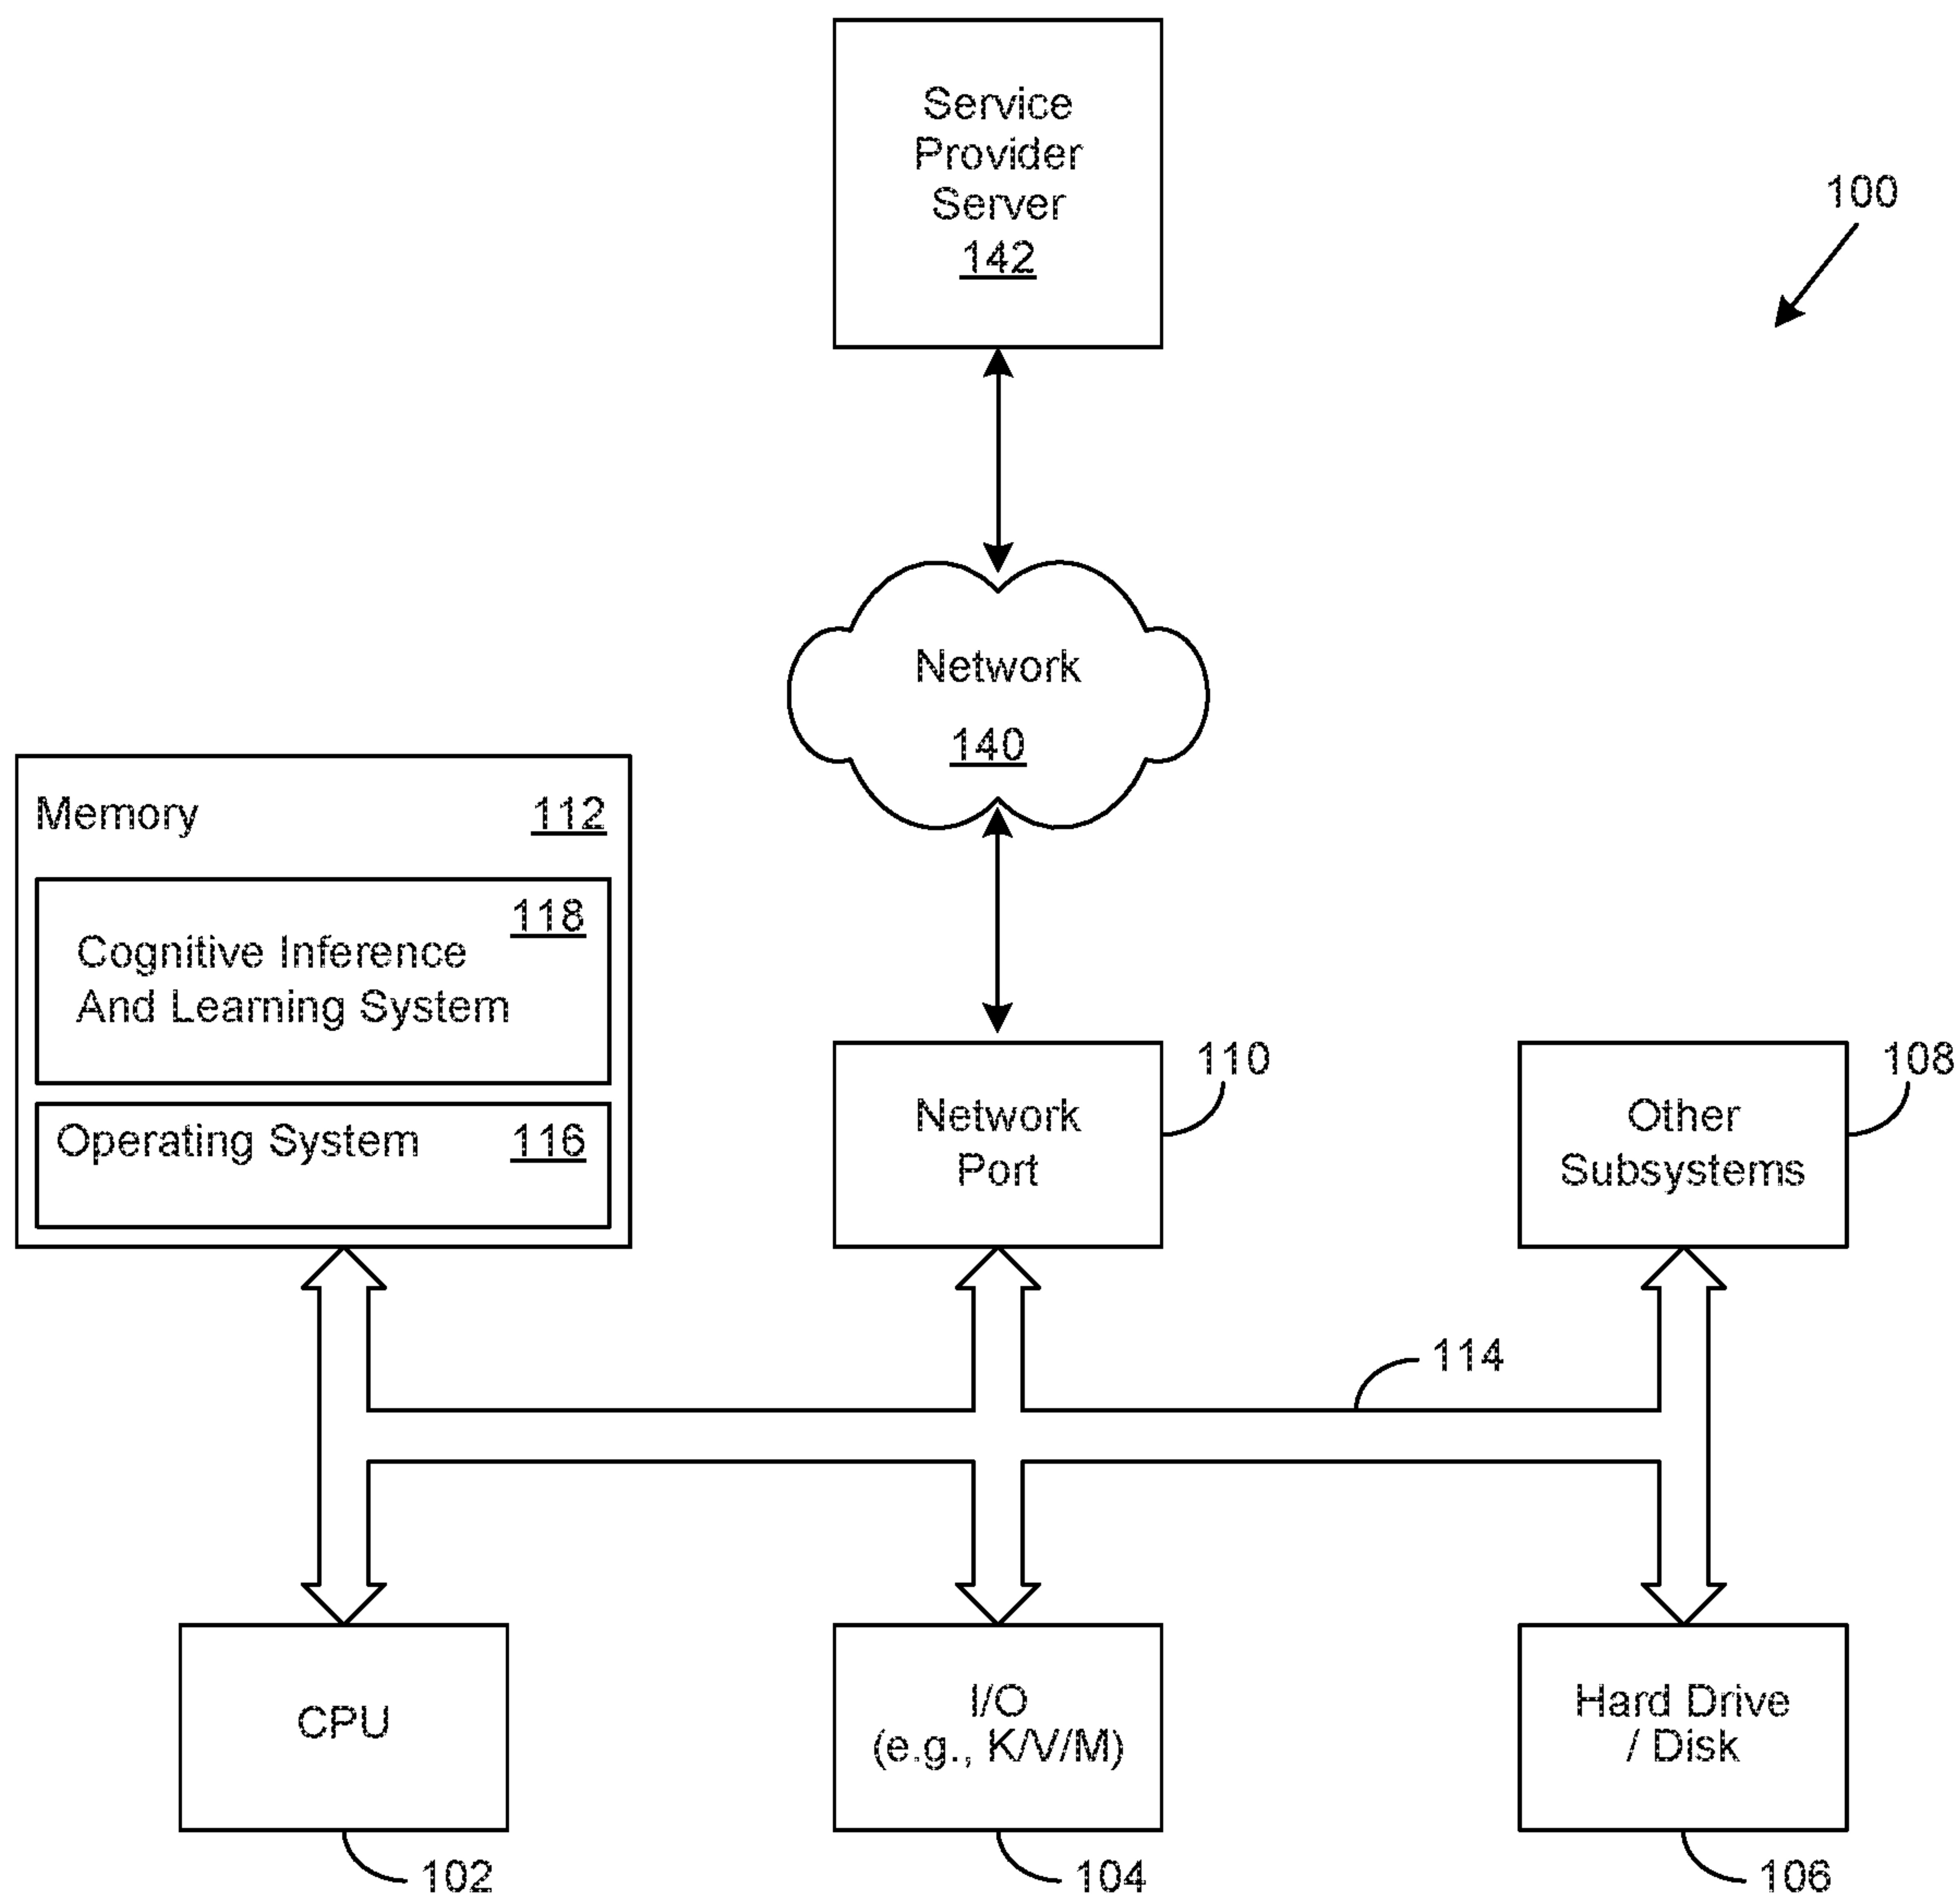 Service
Provider
Server
142
100
Network
140
Memory 112
118
Cognitive Inference
And Learning System
Operating System 116
110
Network
Port
108
Other
Subsystems
114
CPU
102
I/O
(e.g., K/V/M)
104
Hard Drive
/ Disk
106